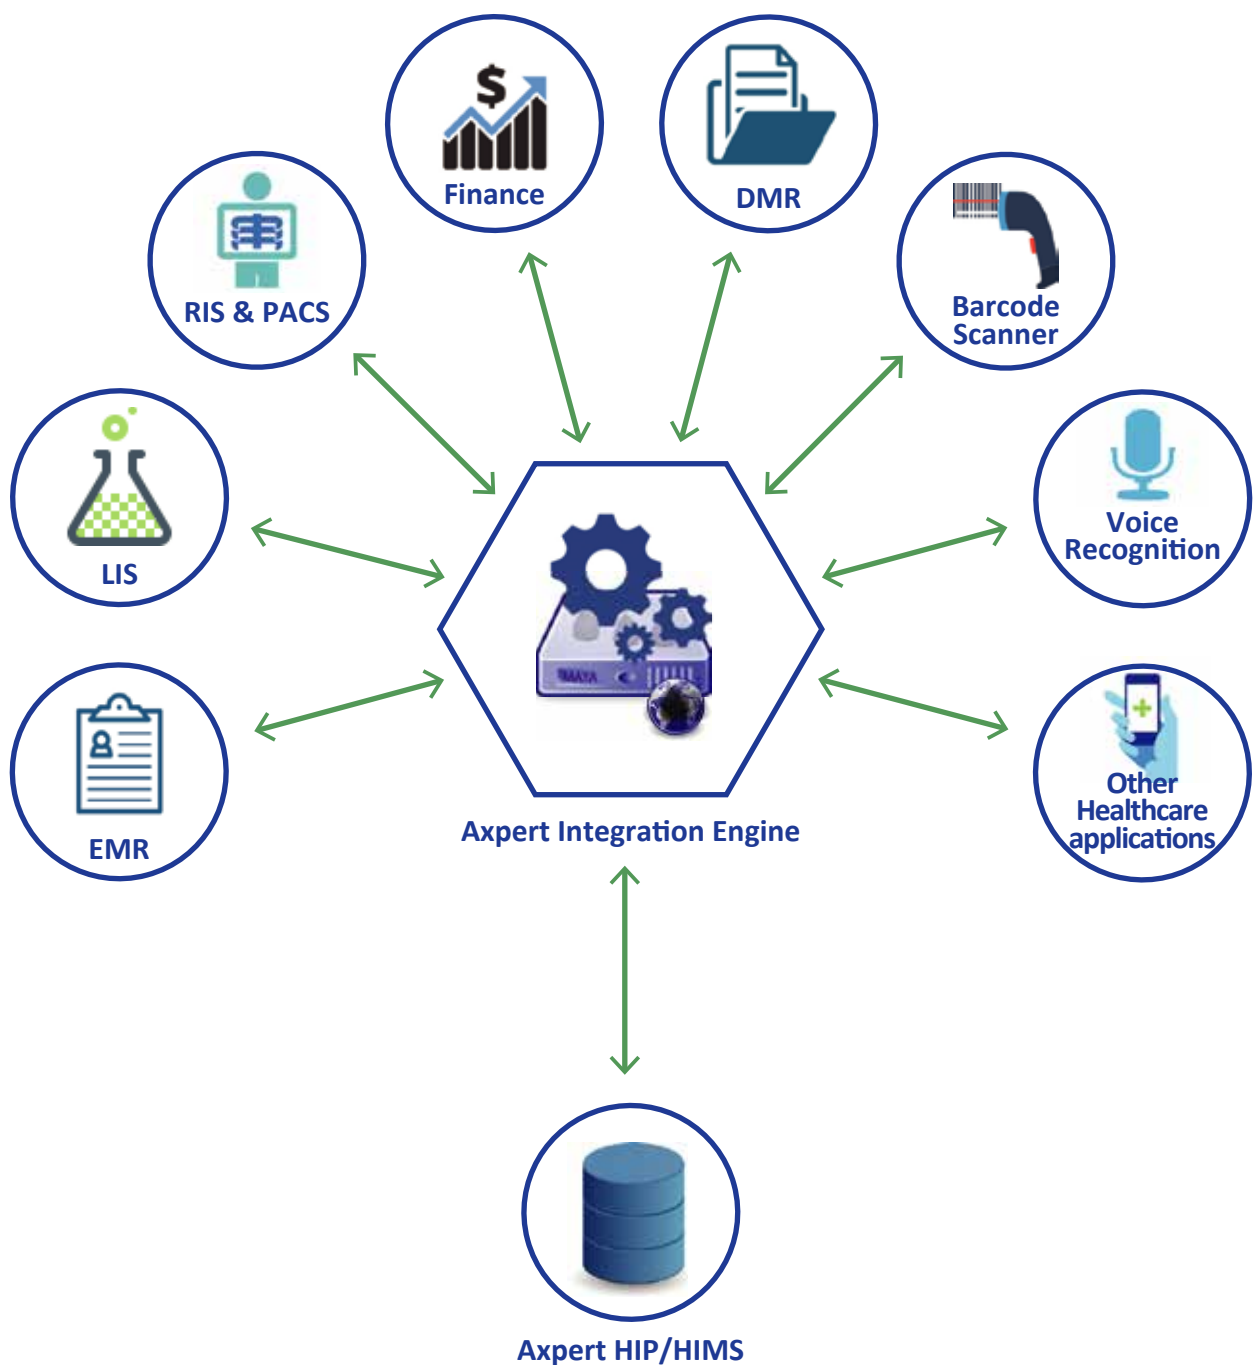 $
Finance
DMR
RIS & PACS
Barcode
Scanner
LIS
Voice
Recognition
MAYA
EMR
Other
Healthcare
applications
Axpert Integration Engine
Axpert HIP/HIMS